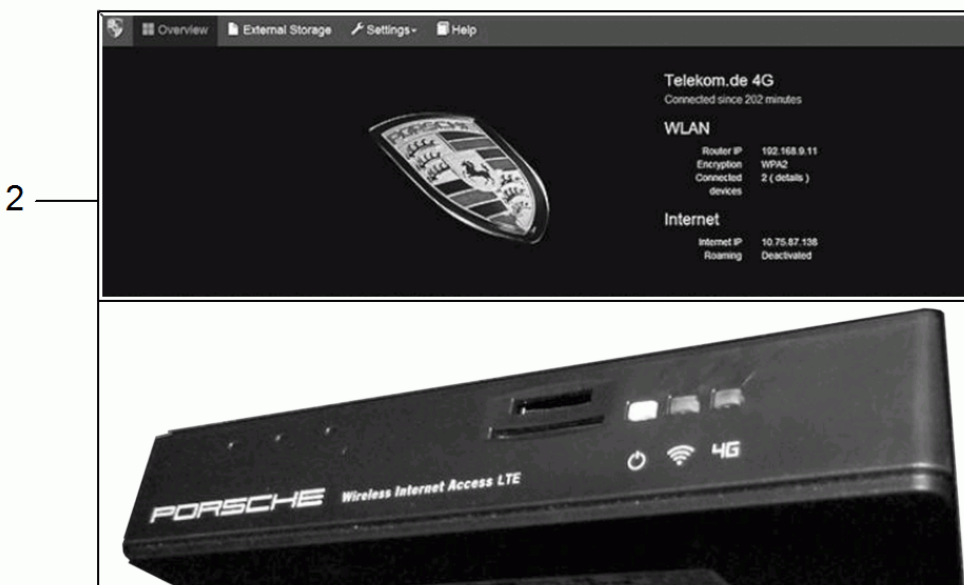 Overview External Storage Settings Help
Telekom.de 4G
Connected since 202 minutes
WLAN
Router IP 192.168.9.11
Encryption WPA2
Connected devices 2 ( details )
Internet
Internet IP 10.75.87.138
Roaming Deactivated
2
PORSCHE
4G
PORSCHE Wireless Internet Access LTE